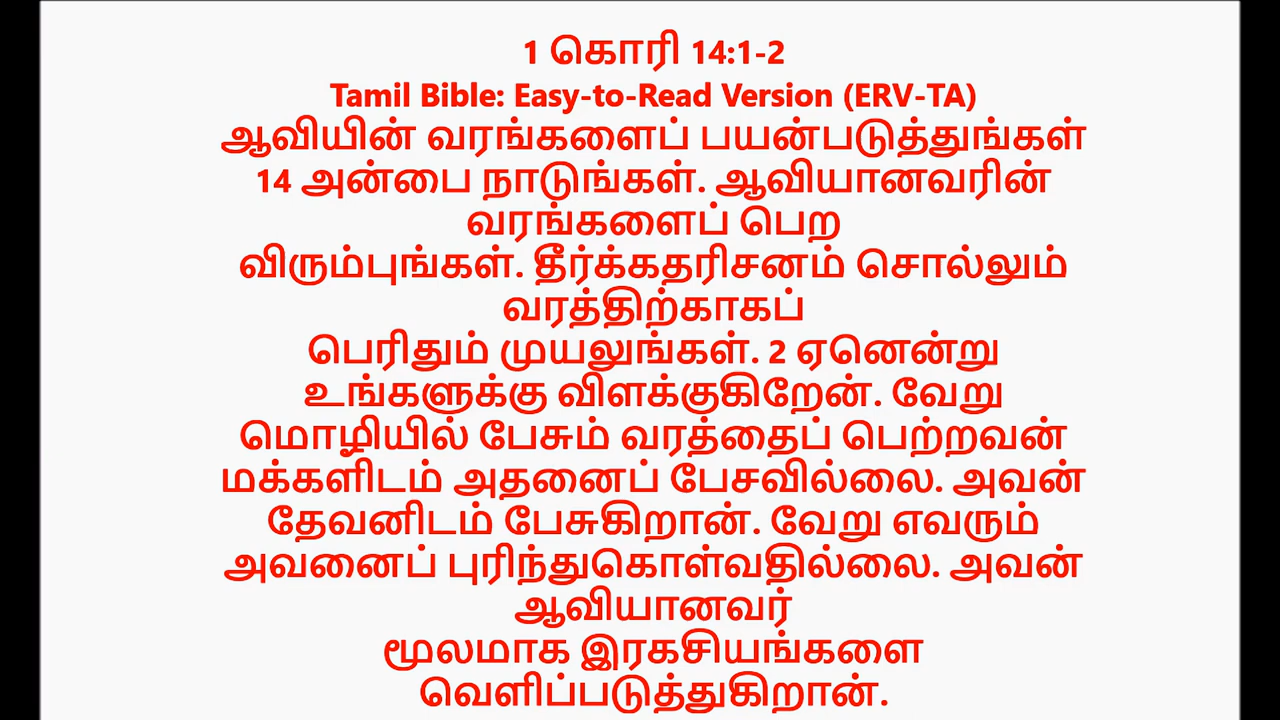 1 கொரி 14:1-2
Tamil Bible: Easy-to-Read Version (ERV-TA)
ஆவியின் வரங்களைப் பயன்படுத்துங்கள்
14 அன்பை நாடுங்கள். ஆவியானவரின்
வரங்களைப் பெற
விரும்புங்கள். தீர்க்கதரிசனம் சொல்லும்
வரத்திற்காகப்
பெரிதும் முயலுங்கள். 2 ஏனென்று
உங்களுக்கு விளக்குகிறேன். வேறு
மொழியில் பேசும் வரத்தைப் பெற்றவன்
மக்களிடம் அதனைப் பேசவில்லை. அவன்
தேவனிடம் பேசுகிறான். வேறு எவரும்
அவனைப் புரிந்துகொள்வதில்லை. அவன்
ஆவியானவர்
மூலமாக இரகசியங்களை
வெளிப்படுத்துகிறான்.